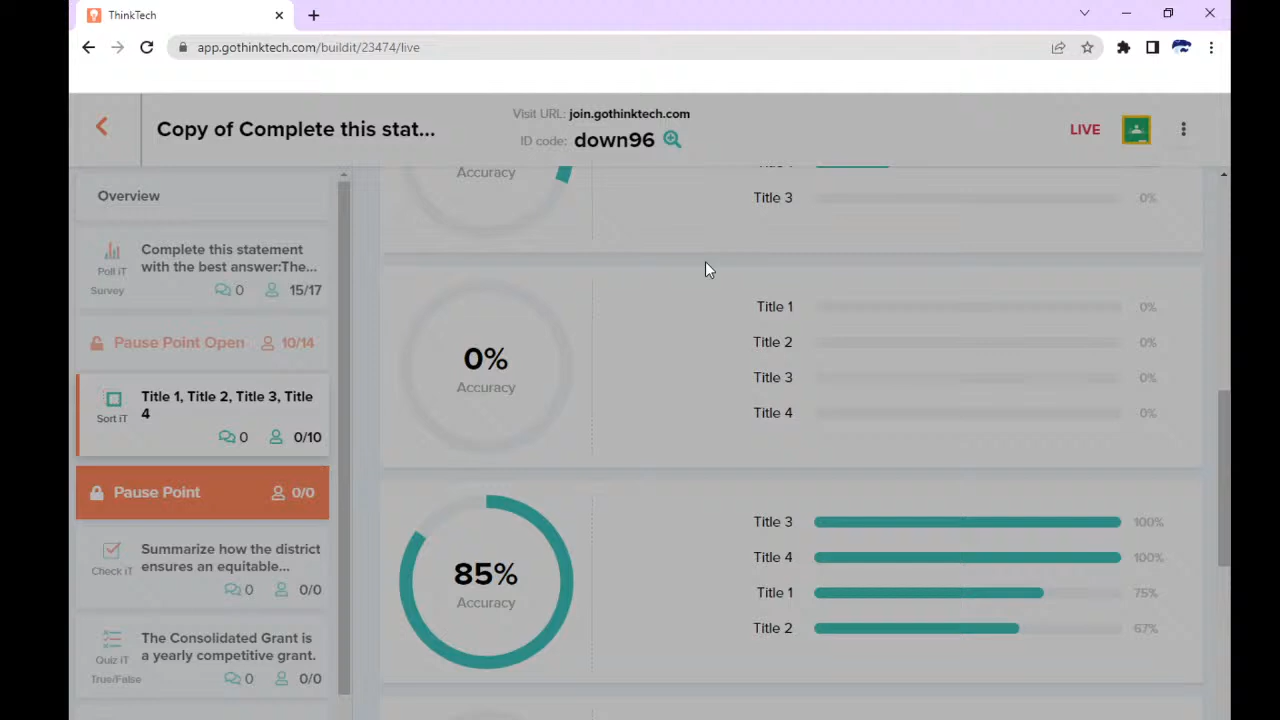 ThinkTech
app.gothinktech.com/buildit/23474/live
Copy of Complete this stat...
Visit URL: join.gothinktech.com
ID code: down96
LIVE
Overview
Complete this statement
with the best answer:The...
Poll iT
Survey
0
15/17
Pause Point Open
10/14
Title 1, Title 2, Title 3, Title
4
Sort iT
0
0/10
Pause Point
0/0
Summarize how the district
ensures an equitable...
Check iT
0
0/0
The Consolidated Grant is
a yearly competitive grant.
Quiz iT
True/False
0
0/0
Accuracy
Title 3 0%
0%
Accuracy
Title 1 0%
Title 2 0%
Title 3 0%
Title 4 0%
85%
Accuracy
Title 3 100%
Title 4 100%
Title 1 75%
Title 2 67%